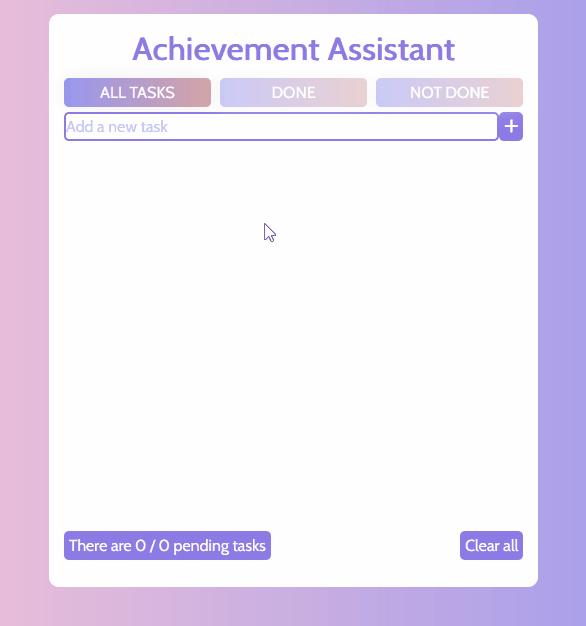 Achievement Assistant
ALL TASKS DONE NOT DONE
Add a new task +
There are 0 / 0 pending tasks Clear all